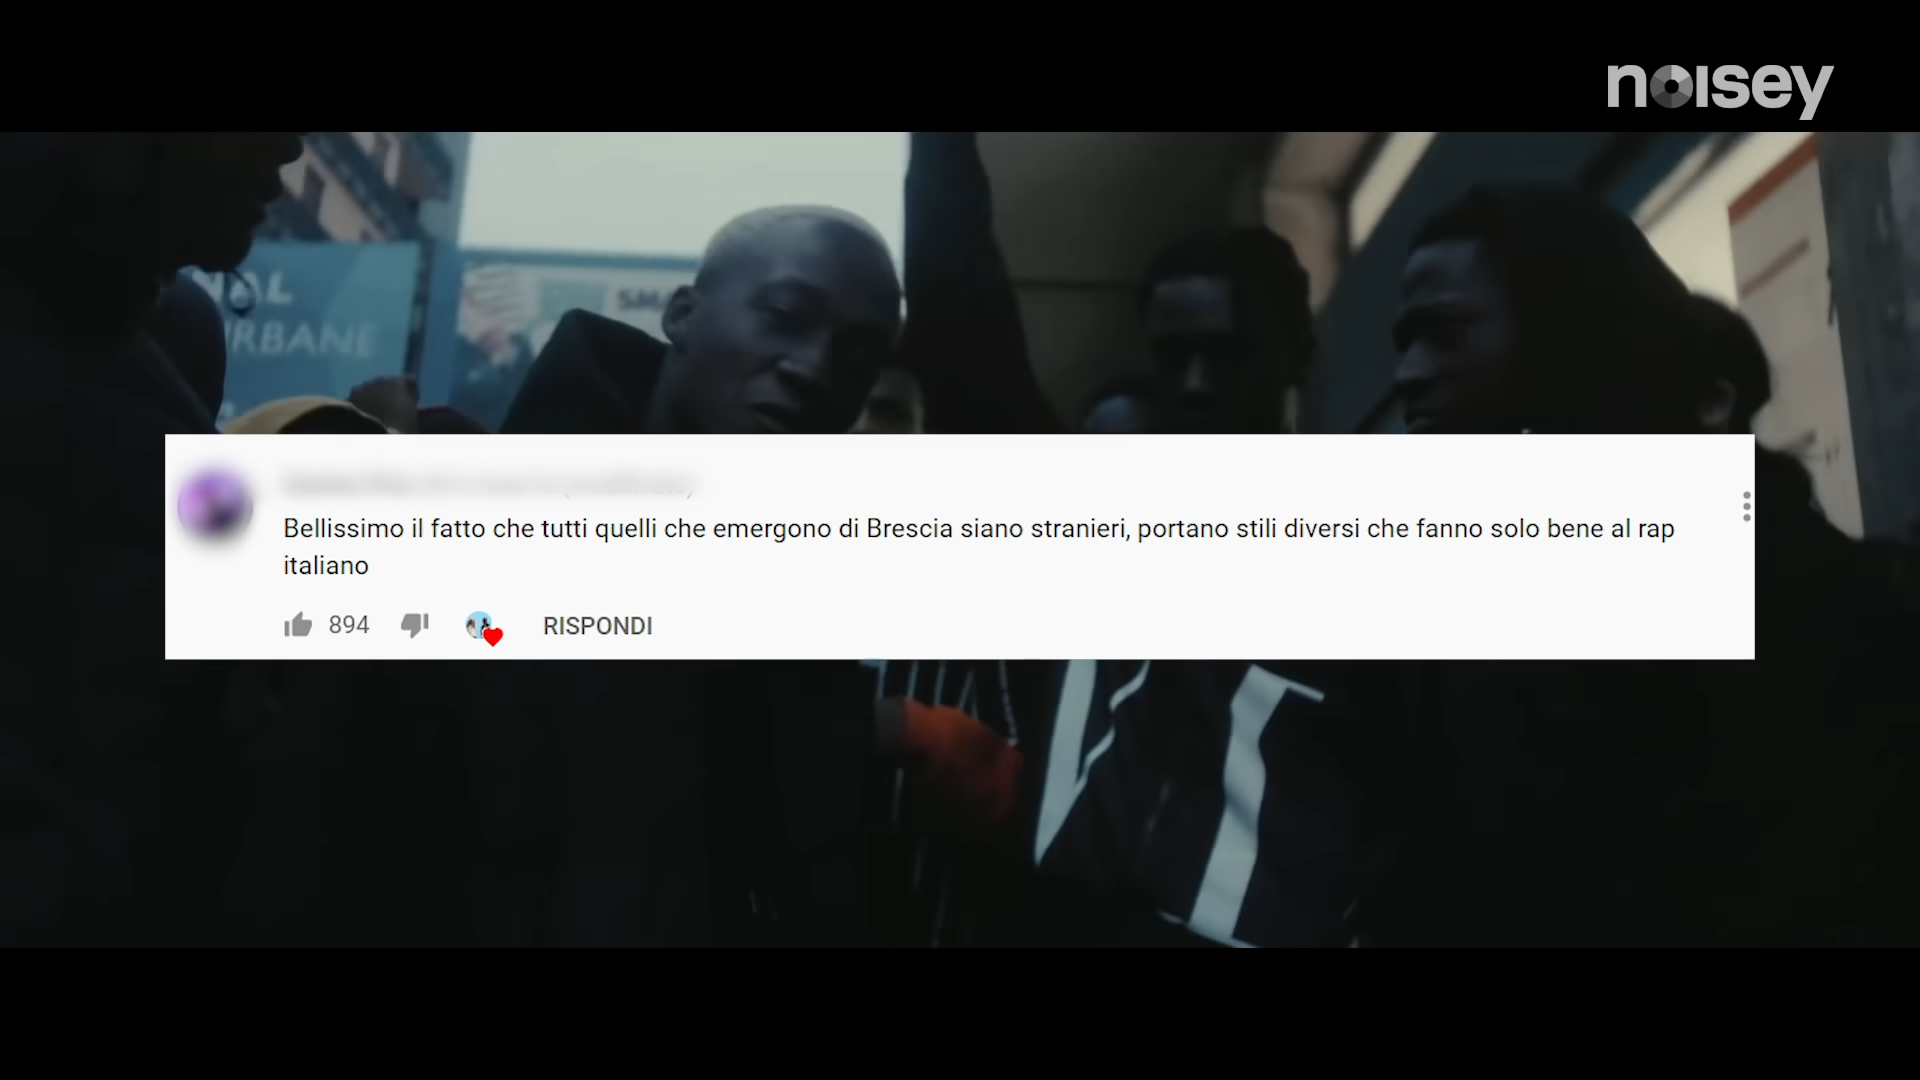 noisey
RBANE
Bellissimo il fatto che tutti quelli che emergono di Brescia siano stranieri, portano stili diversi che fanno solo bene al rap
italiano
894 RISPONDI